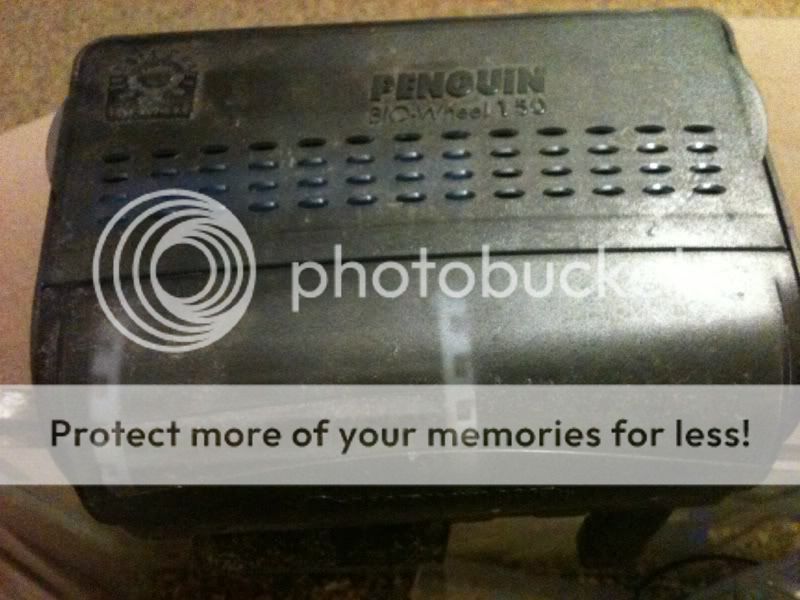 PENGUIN
BIO-Wheel 150
photobucket
Protect more of your memories for less!